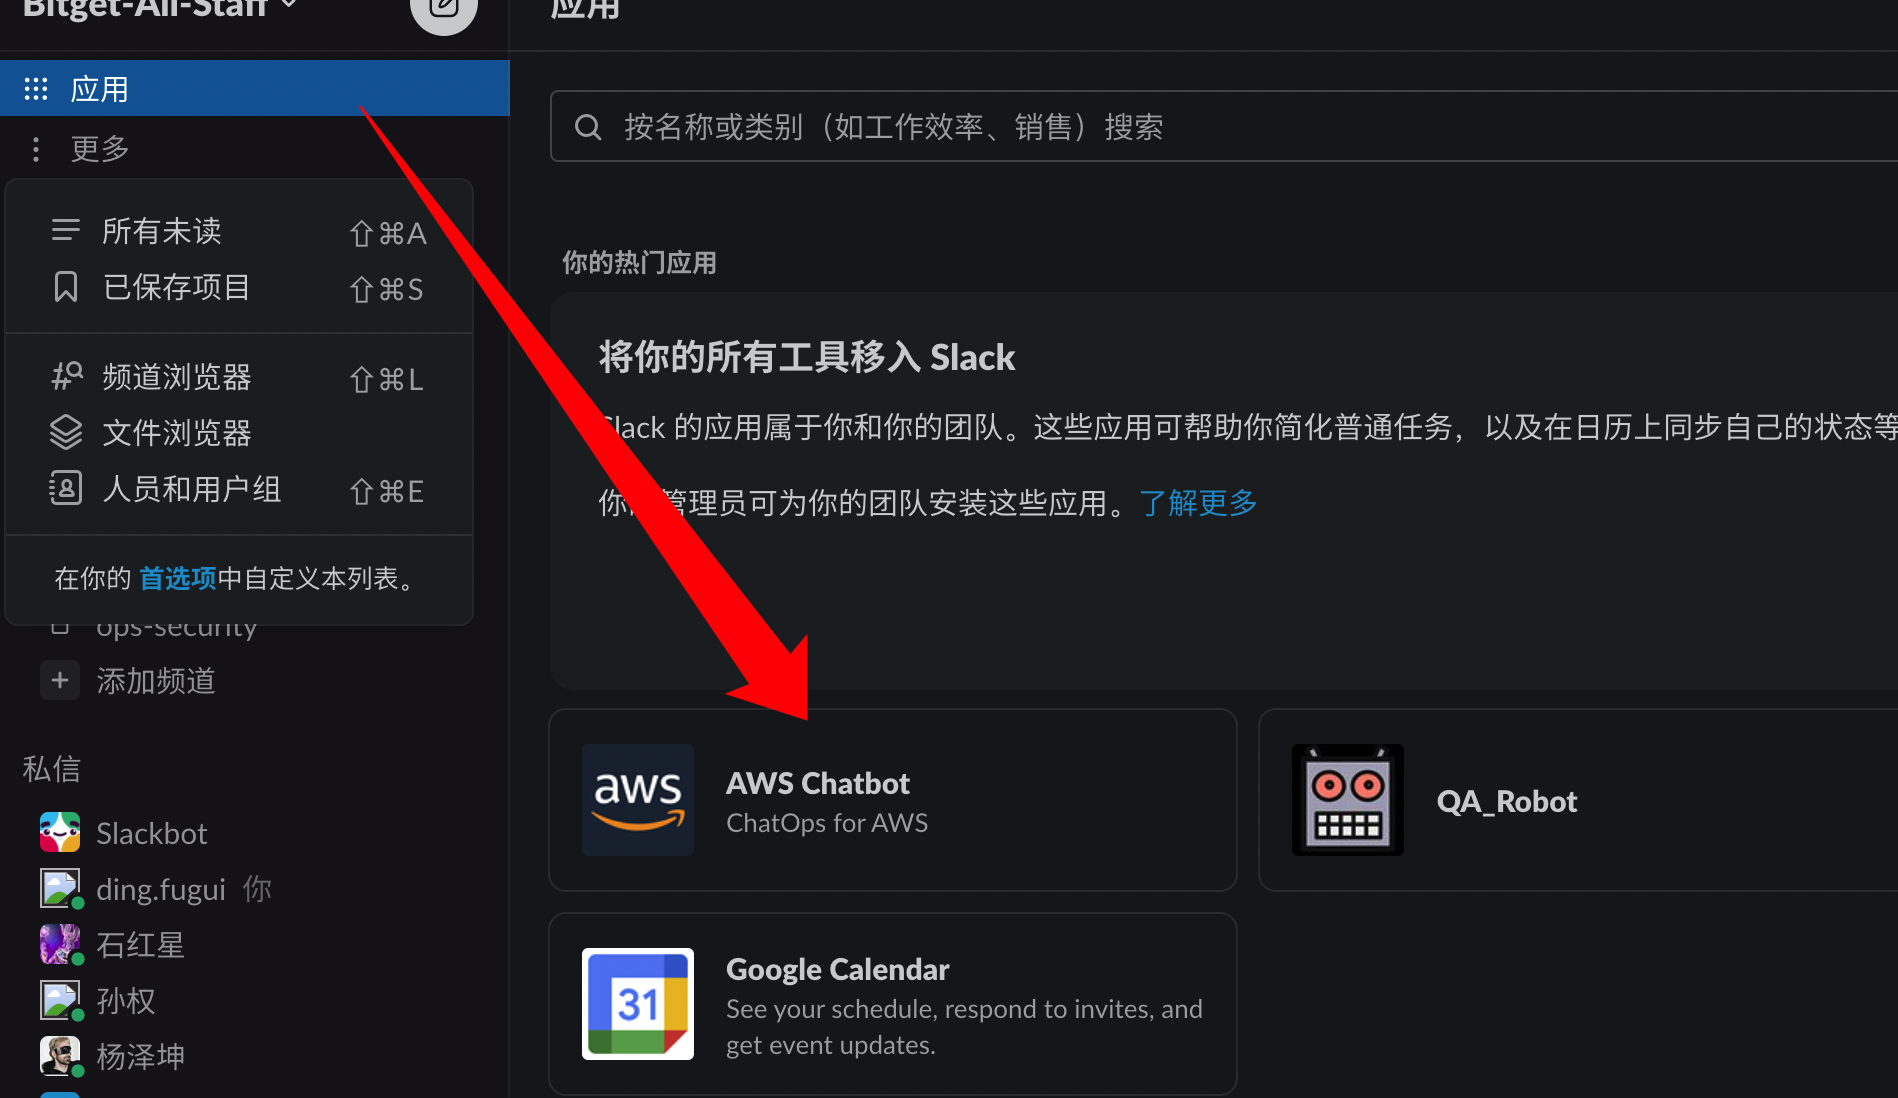 Bitget-All-Staff
应用
更多
所有未读 ⇧⌘A
已保存项目 ⇧⌘S
频道浏览器 ⇧⌘L
文件浏览器
人员和用户组 ⇧⌘E
在你的 首选项中自定义本列表。
ops-security
添加频道
私信
Slackbot
ding.fugui 你
石红星
孙权
杨泽坤
应用
按名称或类别（如工作效率、销售）搜索
你的热门应用
将你的所有工具移入 Slack
Slack 的应用属于你和你的团队。这些应用可帮助你简化普通任务，以及在日历上同步自己的状态等
你 管理员可为你的团队安装这些应用。了解更多
aws
AWS Chatbot
ChatOps for AWS
QA_Robot
31
Google Calendar
See your schedule, respond to invites, and
get event updates.